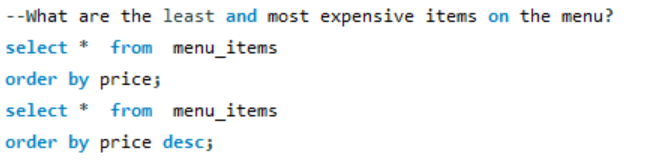 --What are the least and most expensive items on the menu?
select *  from  menu_items
order by price;
select *  from  menu_items
order by price desc;